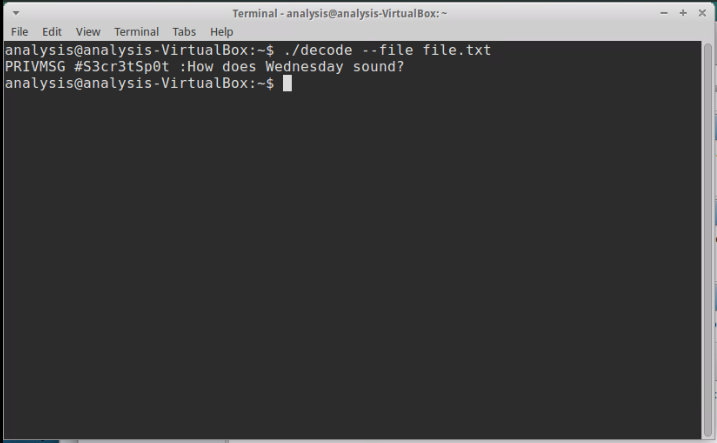 Terminal - analysis@analysis-VirtualBox: ~
File Edit View Terminal Tabs Help
analysis@analysis-VirtualBox:~$ ./decode --file file.txt
PRIVMSG #S3cr3tSp0t :How does Wednesday sound?
analysis@analysis-VirtualBox:~$